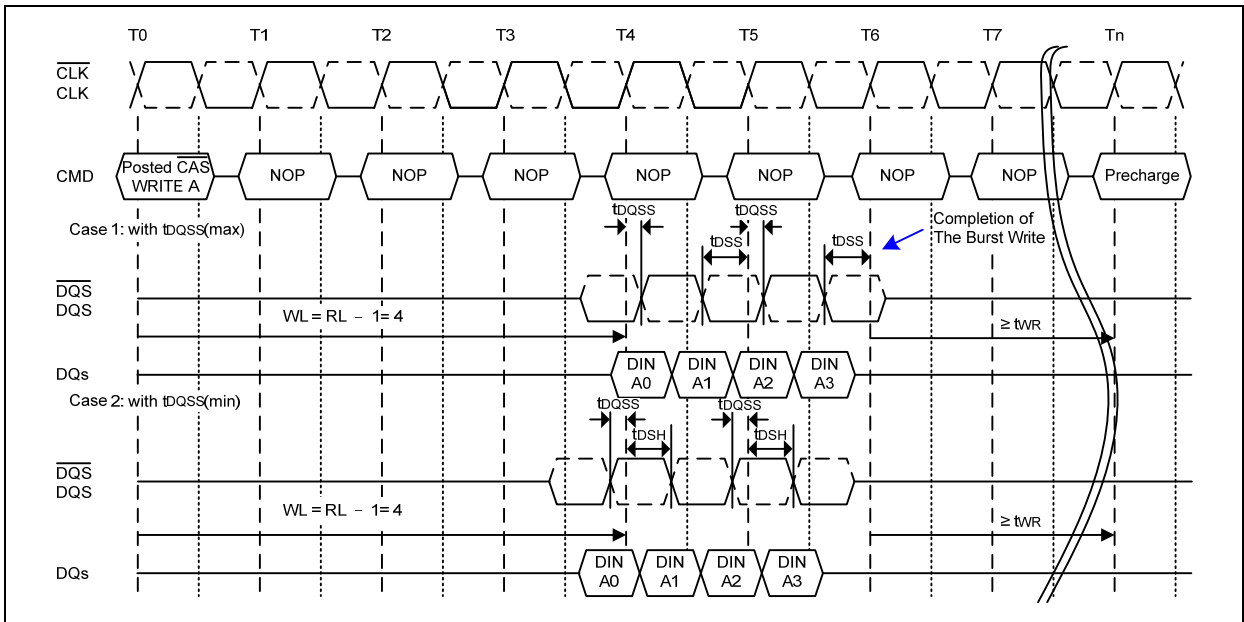 T0 T1 T2 T3 T4 T5 T6 T7 Tn
CLK
CLK
CMD
Posted CAS
WRITE A
NOP NOP NOP NOP NOP NOP NOP Precharge
Case 1: with tDQSS(max)
tDQSS tDQSS
tDSS tDSS
Completion of
The Burst Write
DQS
DQS
WL = RL - 1 = 4
≥ tWR
DQs
DIN A0
DIN A1
DIN A2
DIN A3
Case 2: with tDQSS(min)
tDQSS tDQSS
tDSH tDSH
DQS
DQS
WL = RL - 1 = 4
≥ tWR
DQs
DIN A0
DIN A1
DIN A2
DIN A3